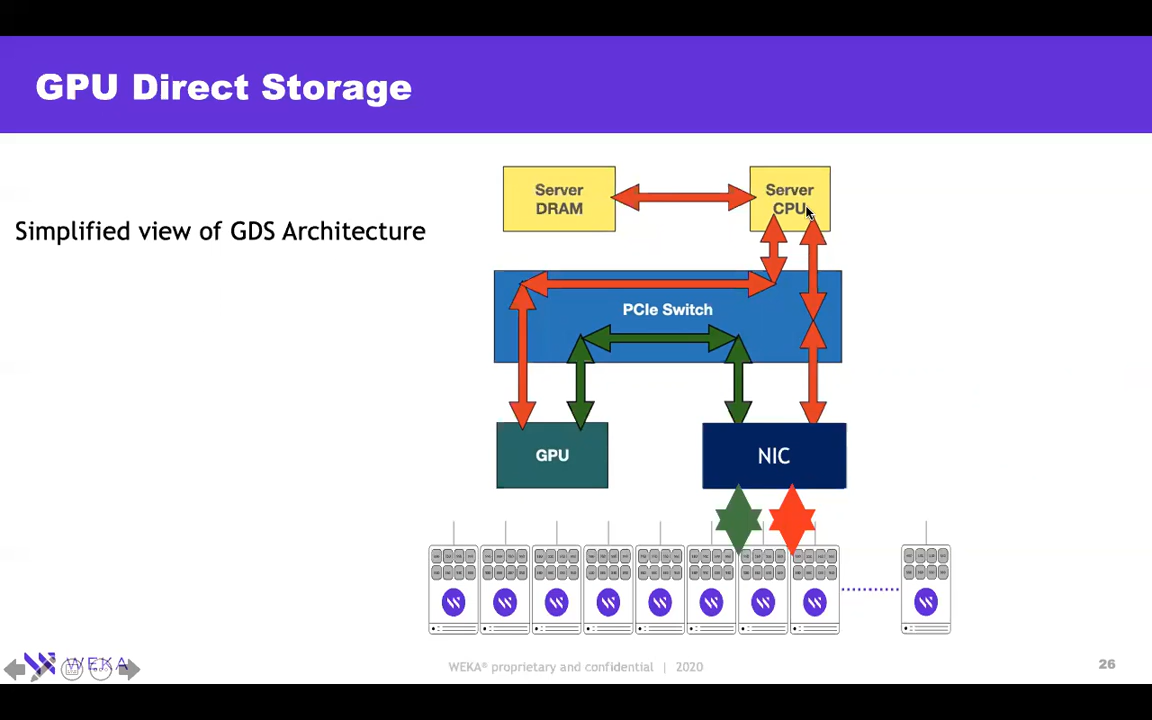 GPU Direct Storage
Simplified view of GDS Architecture
Server
DRAM
Server
CPU
PCIe Switch
GPU
NIC
WEKA
WEKA® proprietary and confidential | 2020
26